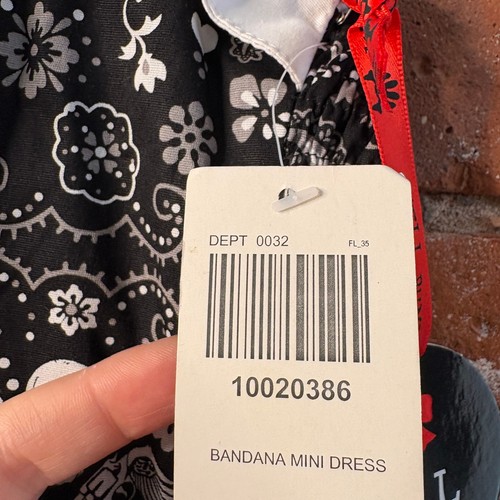 DEPT 0032 FL_35
10020386
BANDANA MINI DRESS
L